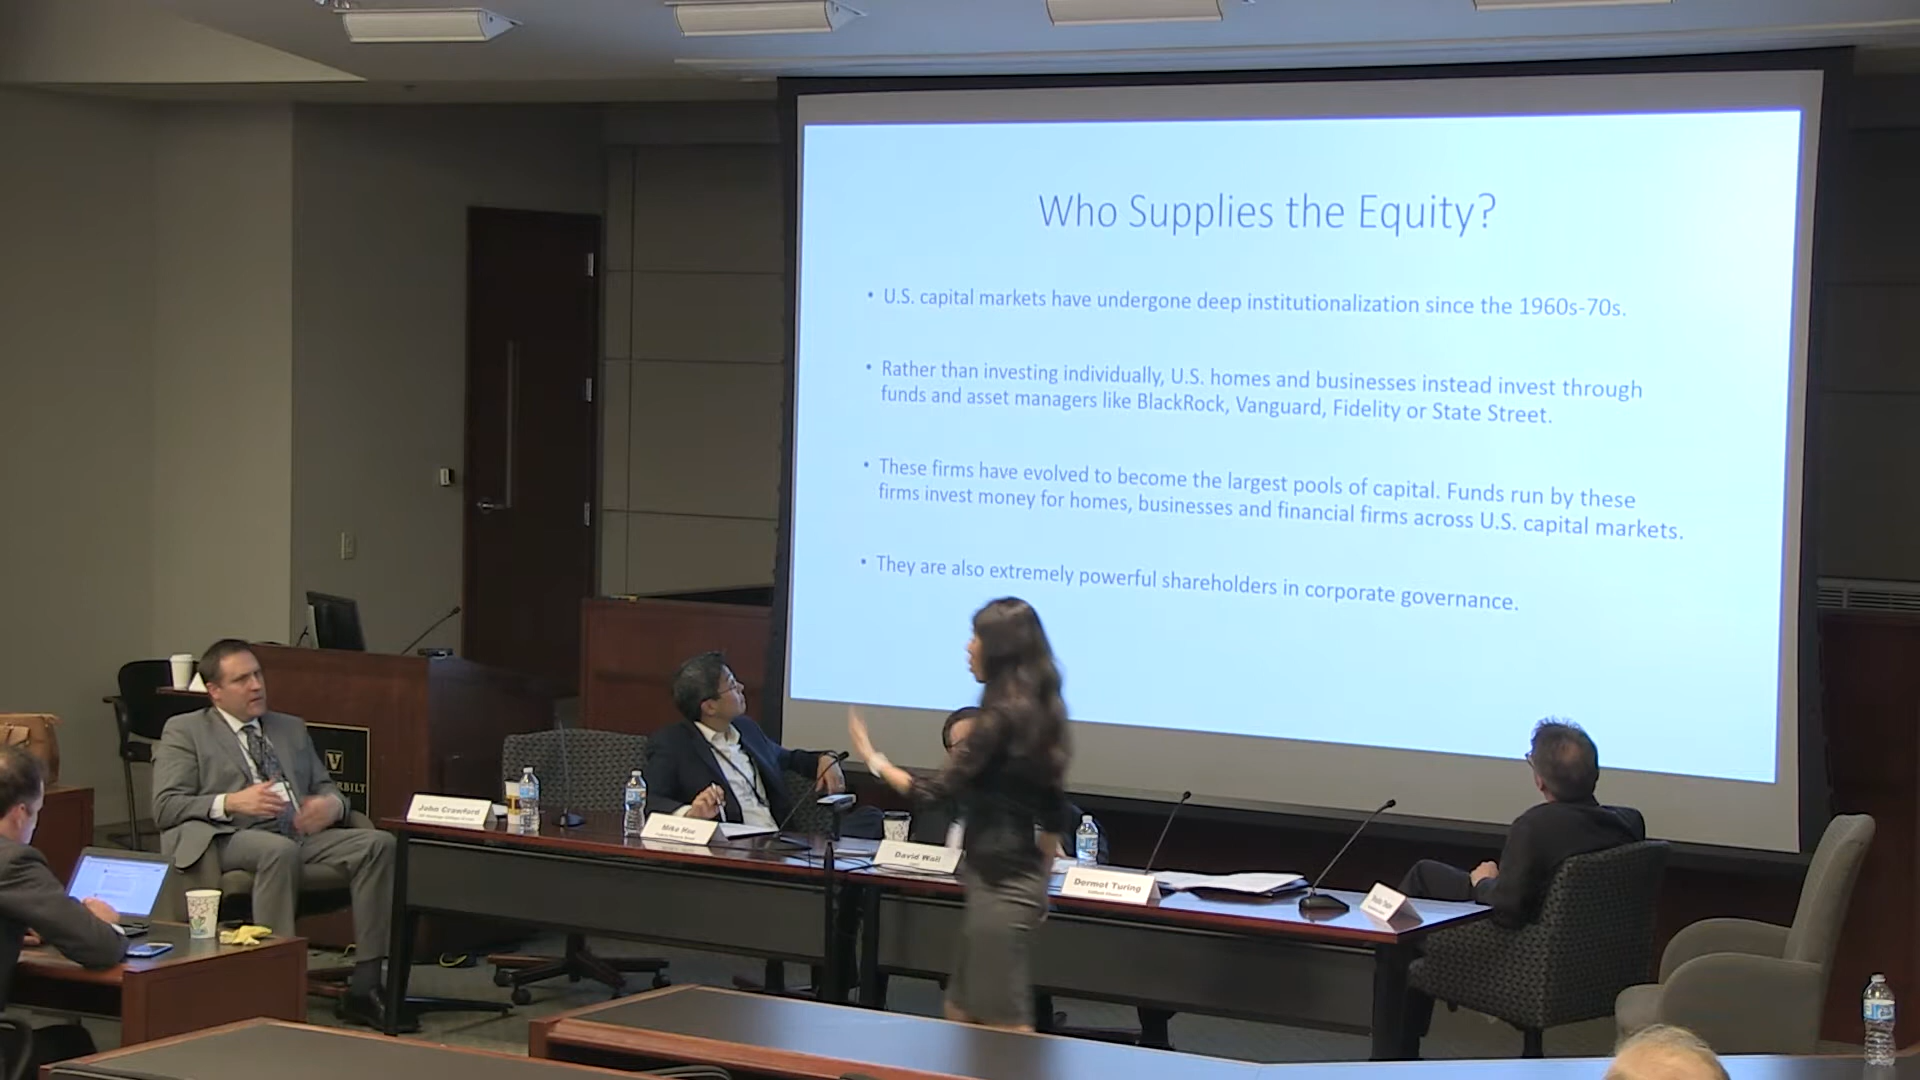 Who Supplies the Equity?
• U.S. capital markets have undergone deep institutionalization since the 1960s-70s.
• Rather than investing individually, U.S. homes and businesses instead invest through
funds and asset managers like BlackRock, Vanguard, Fidelity or State Street.
• These firms have evolved to become the largest pools of capital. Funds run by these
firms invest money for homes, businesses and financial firms across U.S. capital markets.
• They are also extremely powerful shareholders in corporate governance.
V
John Crawford
Mike Hsu
David Wall
Dermot Turing